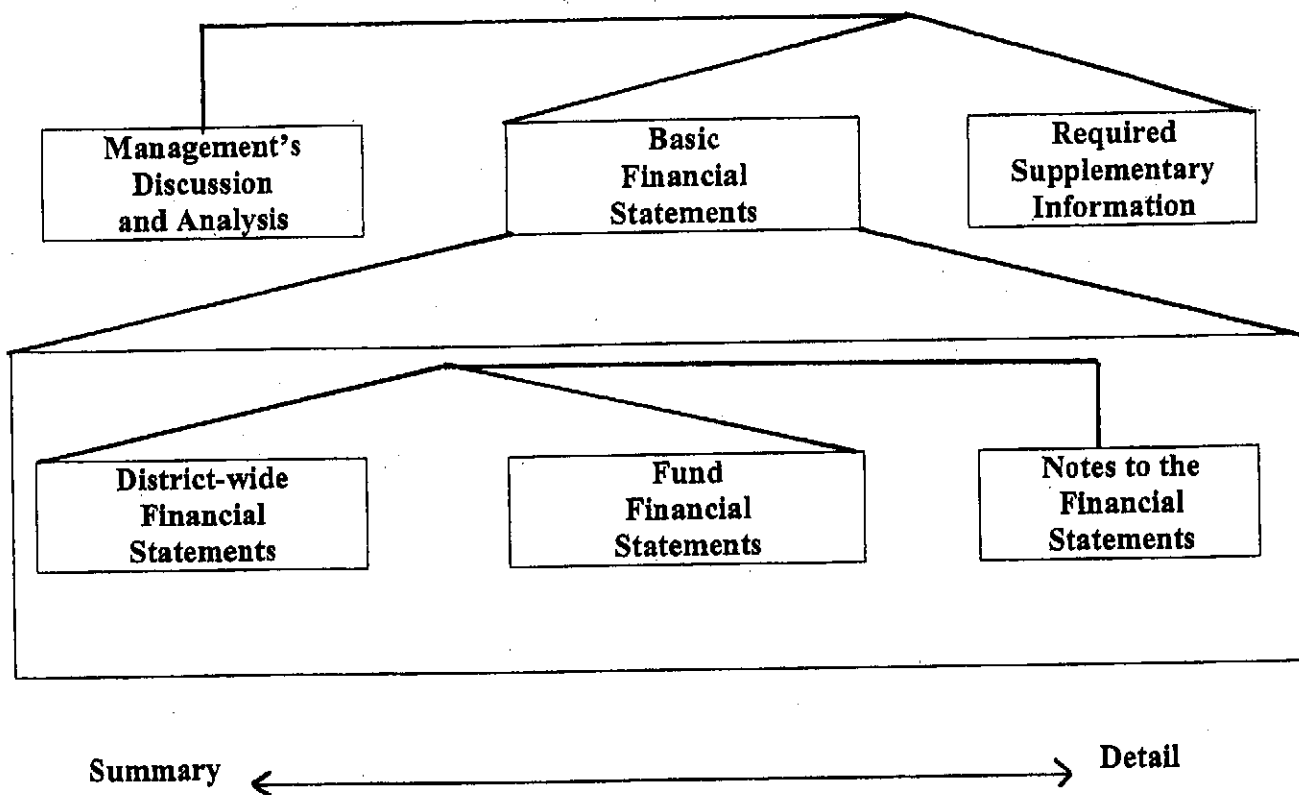 Management's
Discussion
and Analysis
Basic
Financial
Statements
Required
Supplementary
Information
District-wide
Financial
Statements
Fund
Financial
Statements
Notes to the
Financial
Statements
Summary
Detail